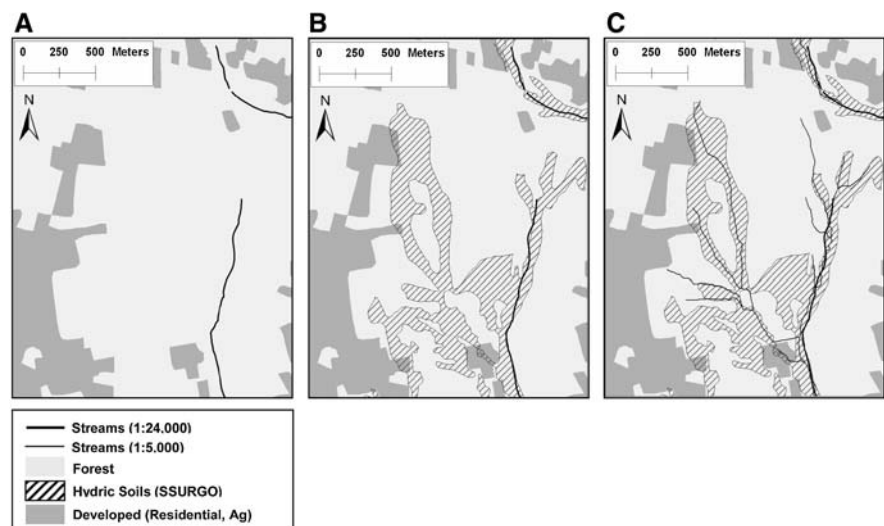 A B C
0 250 500 Meters
0 250 500 Meters
0 250 500 Meters
N
N
N
Streams (1:24,000)
Streams (1:5,000)
Forest
Hydric Soils (SSURGO)
Developed (Residential, Ag)